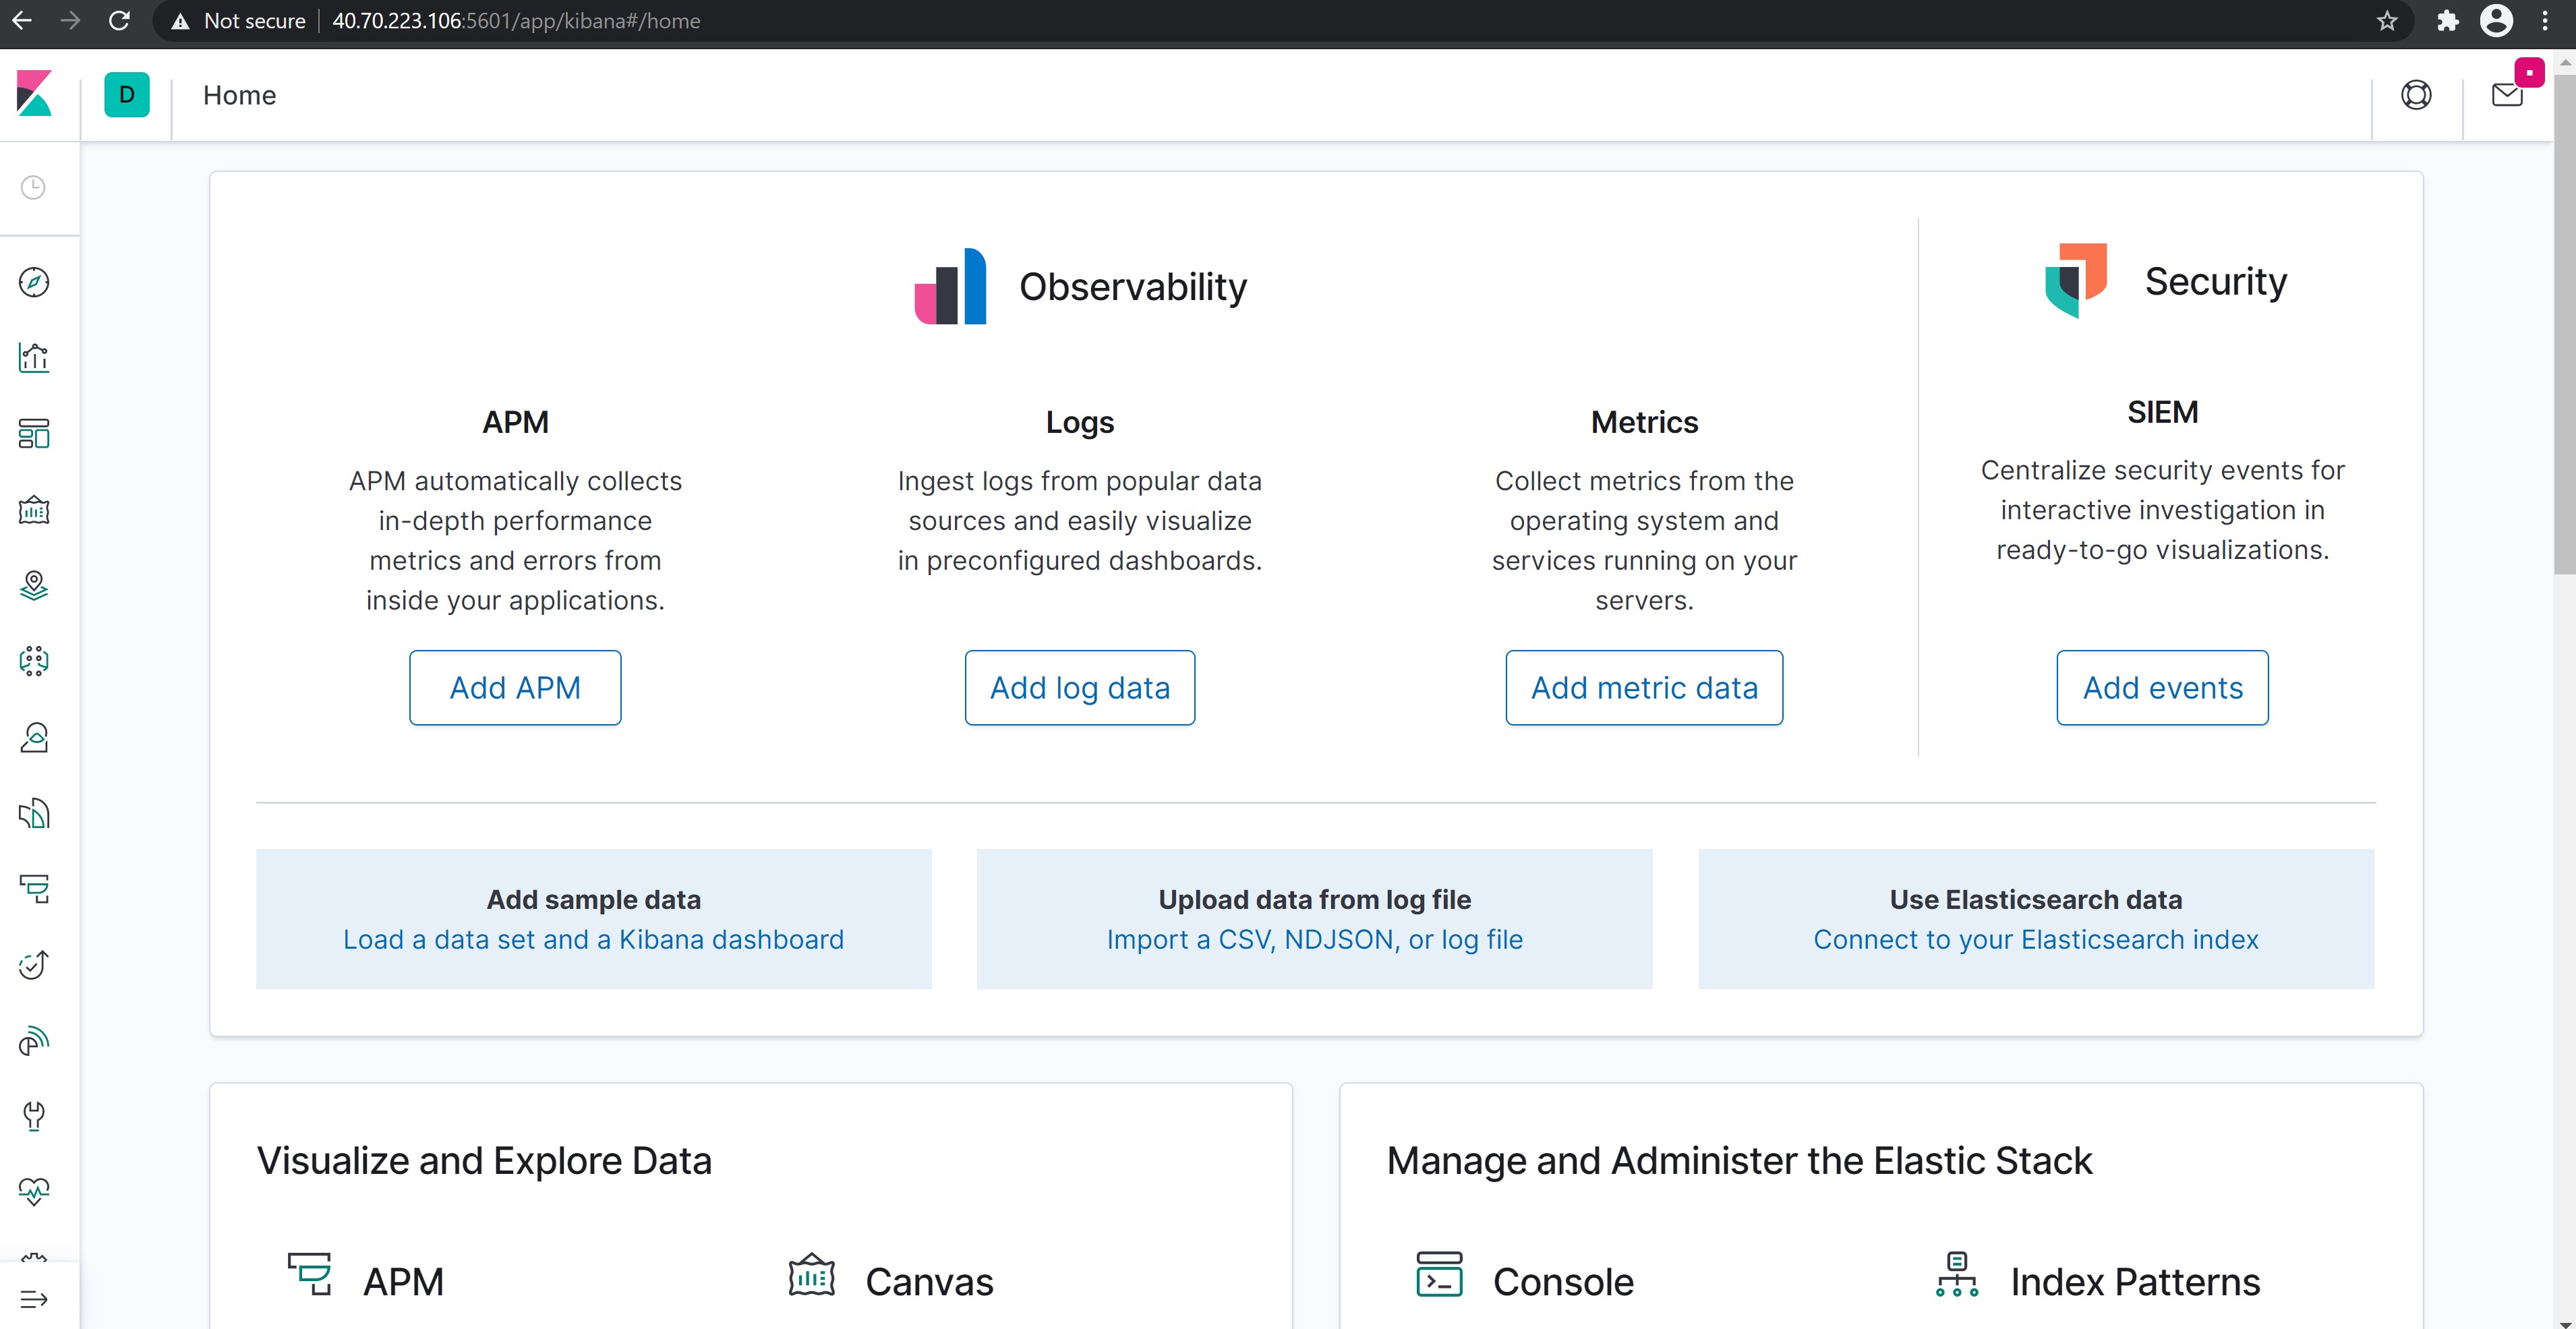 Not secure
40.70.223.106:5601/app/kibana#/home
D
Home
Observability
Security
APM
APM automatically collects
in-depth performance
metrics and errors from
inside your applications.
Add APM
Logs
Ingest logs from popular data
sources and easily visualize
in preconfigured dashboards.
Add log data
Metrics
Collect metrics from the
operating system and
services running on your
servers.
Add metric data
SIEM
Centralize security events for
interactive investigation in
ready-to-go visualizations.
Add events
Add sample data
Load a data set and a Kibana dashboard
Upload data from log file
Import a CSV, NDJSON, or log file
Use Elasticsearch data
Connect to your Elasticsearch index
Visualize and Explore Data
APM
Canvas
Manage and Administer the Elastic Stack
Console
Index Patterns